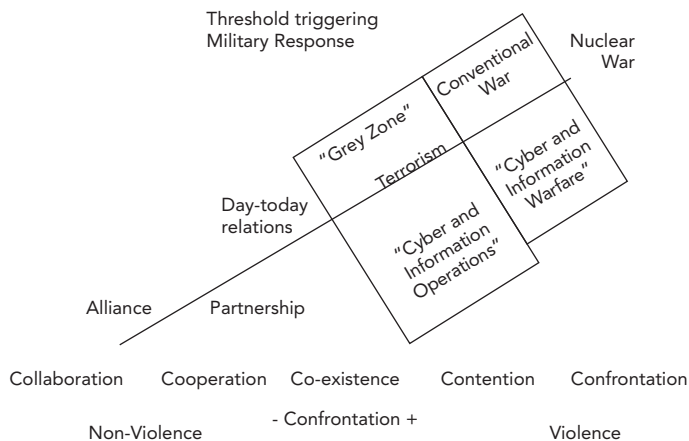 Threshold triggering
Military Response
Nuclear
War
Conventional
War
“Grey Zone”
Terrorism
“Cyber and
Information
Warfare”
Day-today
relations
“Cyber and
Information
Operations”
Alliance
Partnership
Collaboration
Cooperation
Co-existence
Contention
Confrontation
Non-Violence
- Confrontation +
Violence